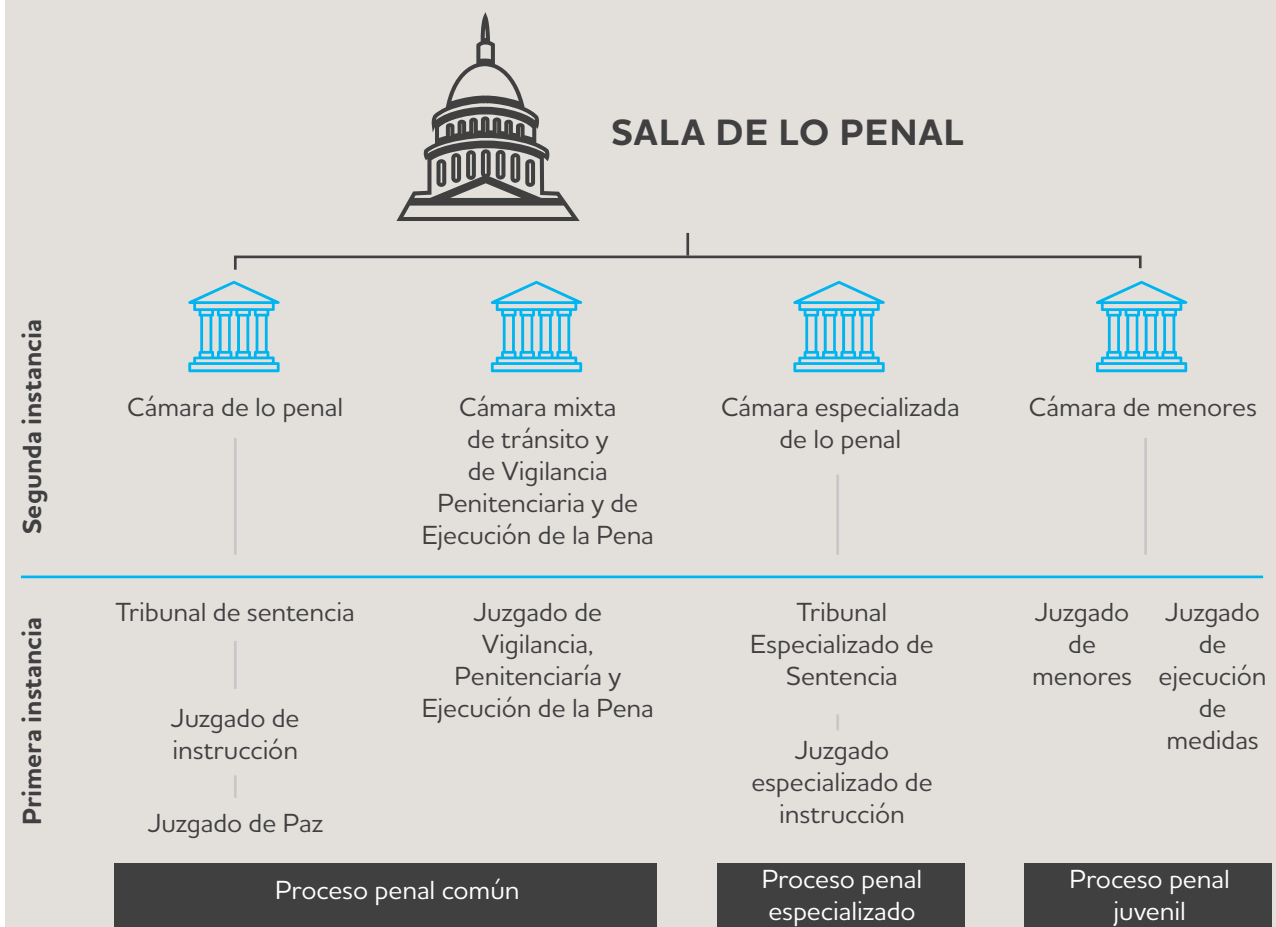 SALA DE LO PENAL
Segunda instancia
Cámara de lo penal
Cámara mixta
de tránsito y
de Vigilancia
Penitenciaria y de
Ejecución de la Pena
Cámara especializada
de lo penal
Cámara de menores
Primera instancia
Tribunal de sentencia
Juzgado de
instrucción
Juzgado de Paz
Juzgado de
Vigilancia,
Penitenciaría y
Ejecución de la Pena
Tribunal
Especializado de
Sentencia
Juzgado
especializado de
instrucción
Juzgado
de
menores
Juzgado
de
ejecución
de
medidas
Proceso penal común
Proceso penal
especializado
Proceso penal
juvenil